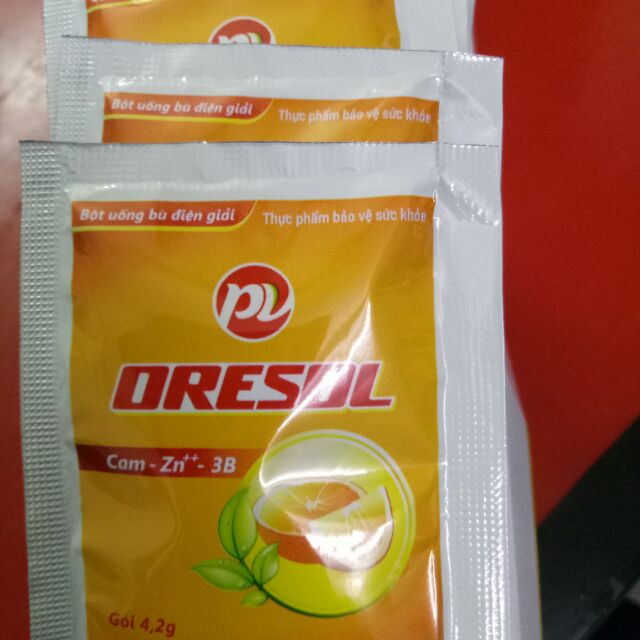 Bột uống bù điện giải
Thực phẩm bảo vệ sức khỏe
Bột uống bù điện giải
Thực phẩm bảo vệ sức khỏe
PV
ORESOL
Cam - Zn++ - 3B
Gói 4,2g